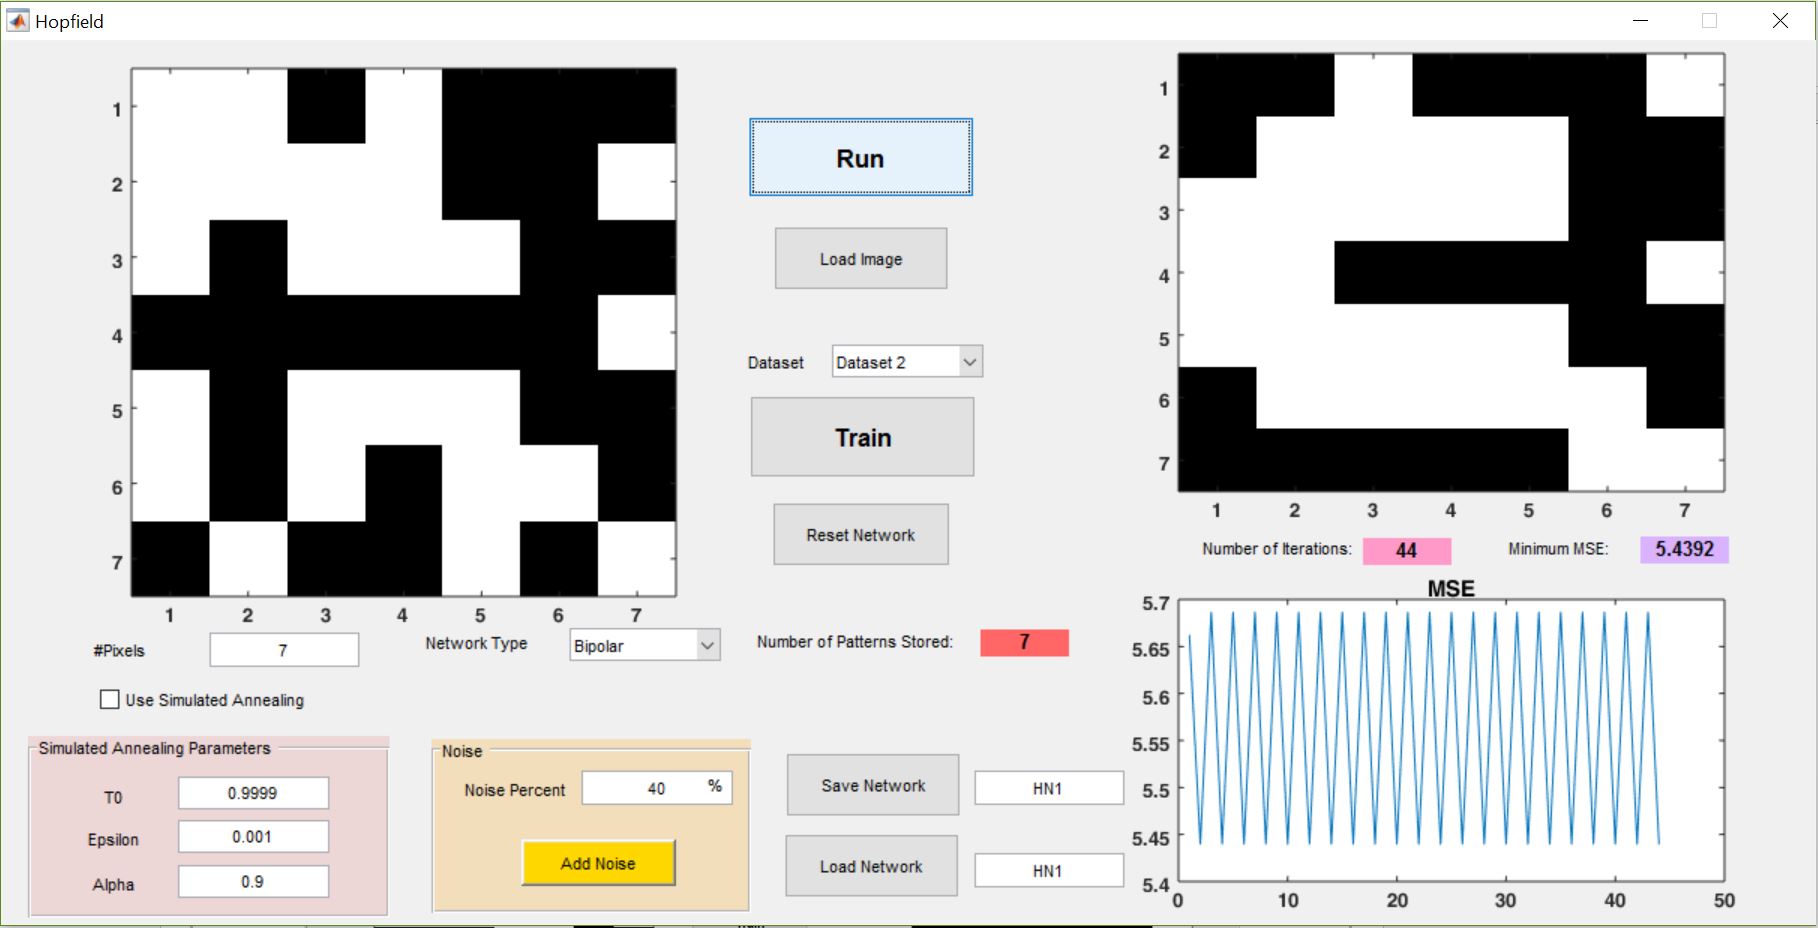 Hopfield
1
2
3
4
5
6
7
1 2 3 4 5 6 7
#Pixels 7
Network Type Bipolar
Use Simulated Annealing
Simulated Annealing Parameters
T0 0.9999
Epsilon 0.001
Alpha 0.9
Noise
Noise Percent 40 %
Add Noise
Run
Load Image
Dataset Dataset 2
Train
Reset Network
Number of Patterns Stored: 7
Save Network HN1
Load Network HN1
1
2
3
4
5
6
7
1 2 3 4 5 6 7
Number of Iterations: 44
Minimum MSE: 5.4392
MSE
5.7
5.65
5.6
5.55
5.5
5.45
5.4
0 10 20 30 40 50